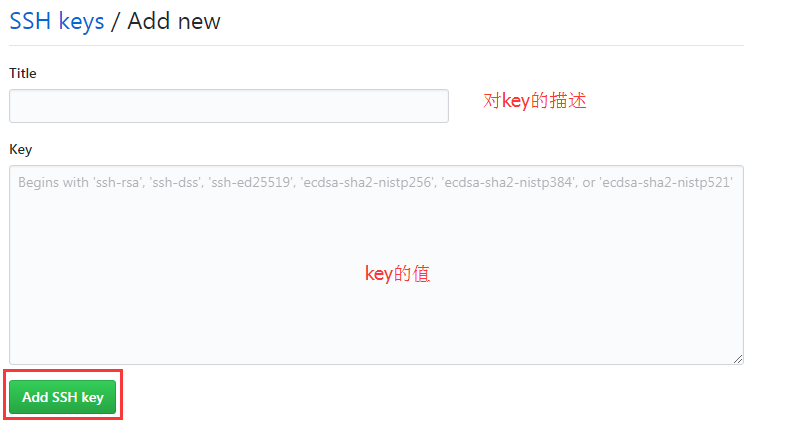 SSH keys / Add new
Title
对key的描述
Key
Begins with 'ssh-rsa', 'ssh-dss', 'ssh-ed25519', 'ecdsa-sha2-nistp256', 'ecdsa-sha2-nistp384', or 'ecdsa-sha2-nistp521'
key的值
Add SSH key